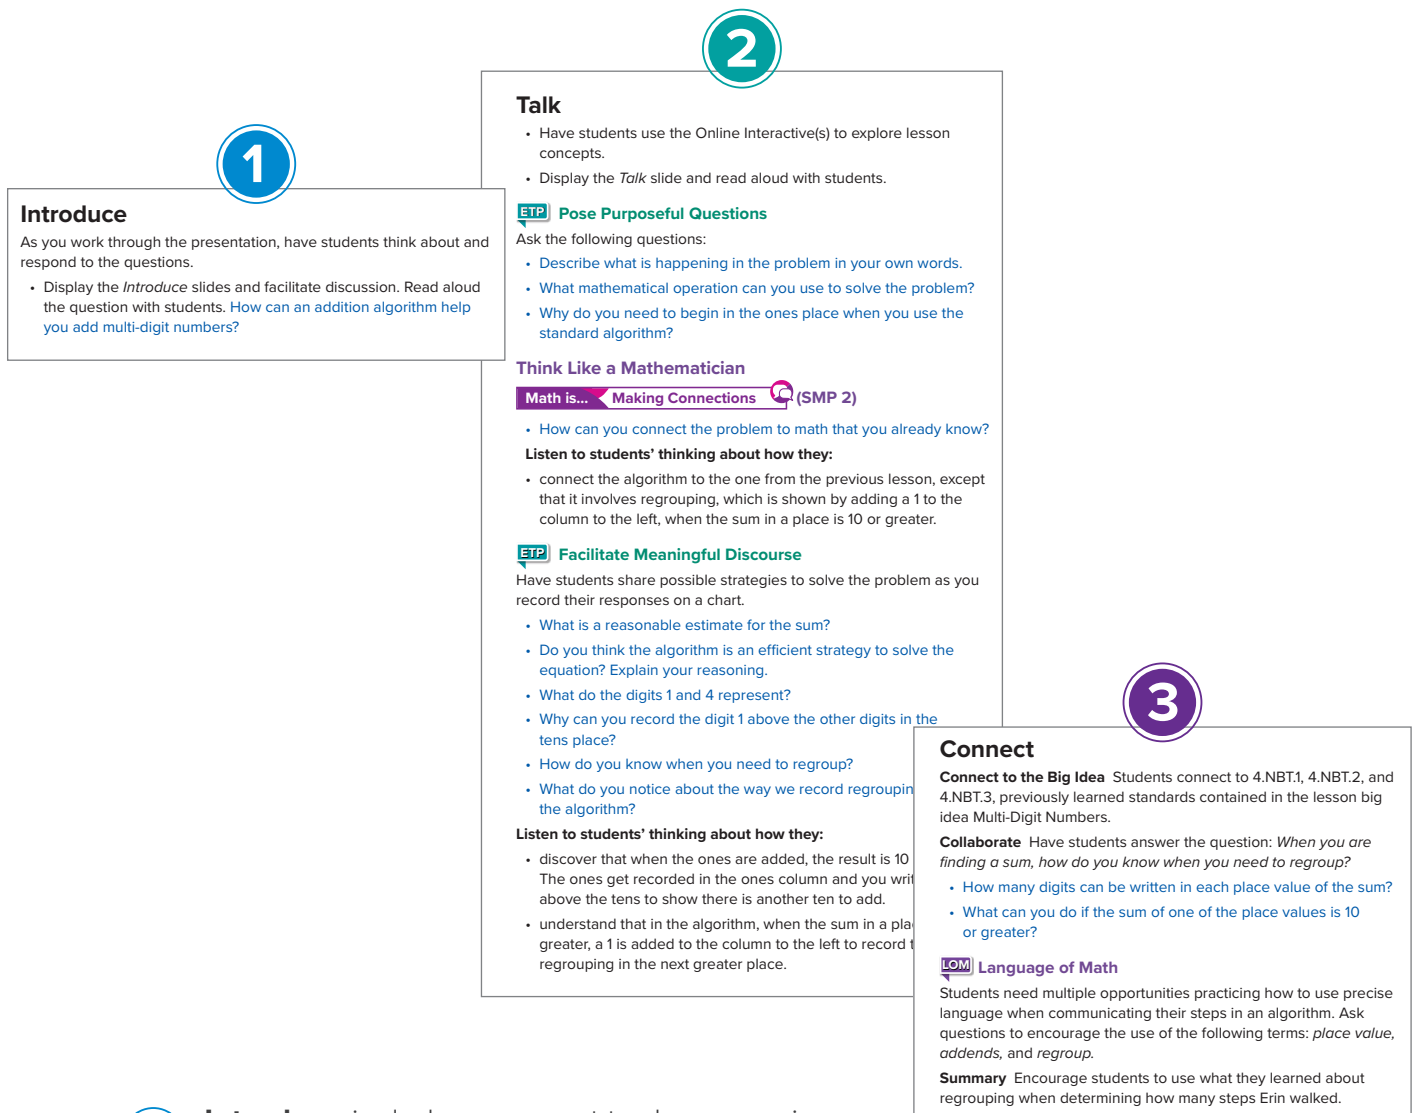 1
Introduce
As you work through the presentation, have students think about and
respond to the questions.
• Display the Introduce slides and facilitate discussion. Read aloud
the question with students. How can an addition algorithm help
you add multi-digit numbers?
2
Talk
• Have students use the Online Interactive(s) to explore lesson
concepts.
• Display the Talk slide and read aloud with students.
ETP Pose Purposeful Questions
Ask the following questions:
• Describe what is happening in the problem in your own words.
• What mathematical operation can you use to solve the problem?
• Why do you need to begin in the ones place when you use the
standard algorithm?
Think Like a Mathematician
Math is... Making Connections (SMP 2)
• How can you connect the problem to math that you already know?
Listen to students’ thinking about how they:
• connect the algorithm to the one from the previous lesson, except
that it involves regrouping, which is shown by adding a 1 to the
column to the left, when the sum in a place is 10 or greater.
ETP Facilitate Meaningful Discourse
Have students share possible strategies to solve the problem as you
record their responses on a chart.
• What is a reasonable estimate for the sum?
• Do you think the algorithm is an efficient strategy to solve the
equation? Explain your reasoning.
• What do the digits 1 and 4 represent?
• Why can you record the digit 1 above the other digits in the
tens place?
• How do you know when you need to regroup?
• What do you notice about the way we record
the algorithm?
Listen to students’ thinking about how they:
• discover that when the ones are added, the result is 10
The ones get recorded in the ones column and you
above the tens to show there is another ten to add.
• understand that in the algorithm, when the sum in a
greater, a 1 is added to the column to the left to record
regrouping in the next greater place.
3
Connect
Connect to the Big Idea Students connect to 4.NBT.1, 4.NBT.2, and
4.NBT.3, previously learned standards contained in the lesson big
idea Multi-Digit Numbers.
Collaborate Have students answer the question: When you are
finding a sum, how do you know when you need to regroup?
• How many digits can be written in each place value of the sum?
• What can you do if the sum of one of the place values is 10
or greater?
LOM Language of Math
Students need multiple opportunities practicing how to use precise
language when communicating their steps in an algorithm. Ask
questions to encourage the use of the following terms: place value,
addends, and regroup.
Summary Encourage students to use what they learned about
regrouping when determining how many steps Erin walked.